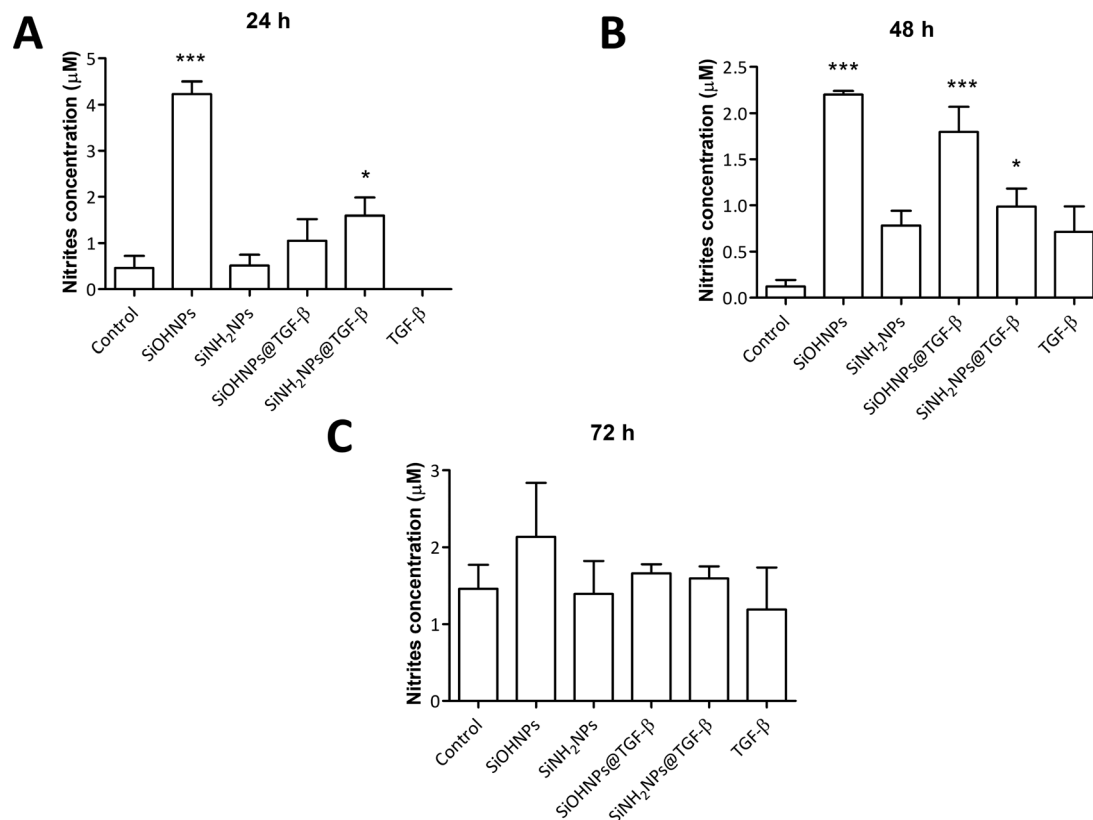 A
24 h
Nitrites concentration (μM)
5
4
3
2
1
0
***
*
Control
SiOHNPs
SiNH₂NPs
SiOHNPs@TGF-β
SiNH₂NPs@TGF-β
TGF-β
B
48 h
Nitrites concentration (μM)
2.5
2.0
1.5
1.0
0.5
0.0
***
***
*
Control
SiOHNPs
SiNH₂NPs
SiOHNPs@TGF-β
SiNH₂NPs@TGF-β
TGF-β
C
72 h
Nitrites concentration (μM)
3
2
1
0
Control
SiOHNPs
SiNH₂NPs
SiOHNPs@TGF-β
SiNH₂NPs@TGF-β
TGF-β